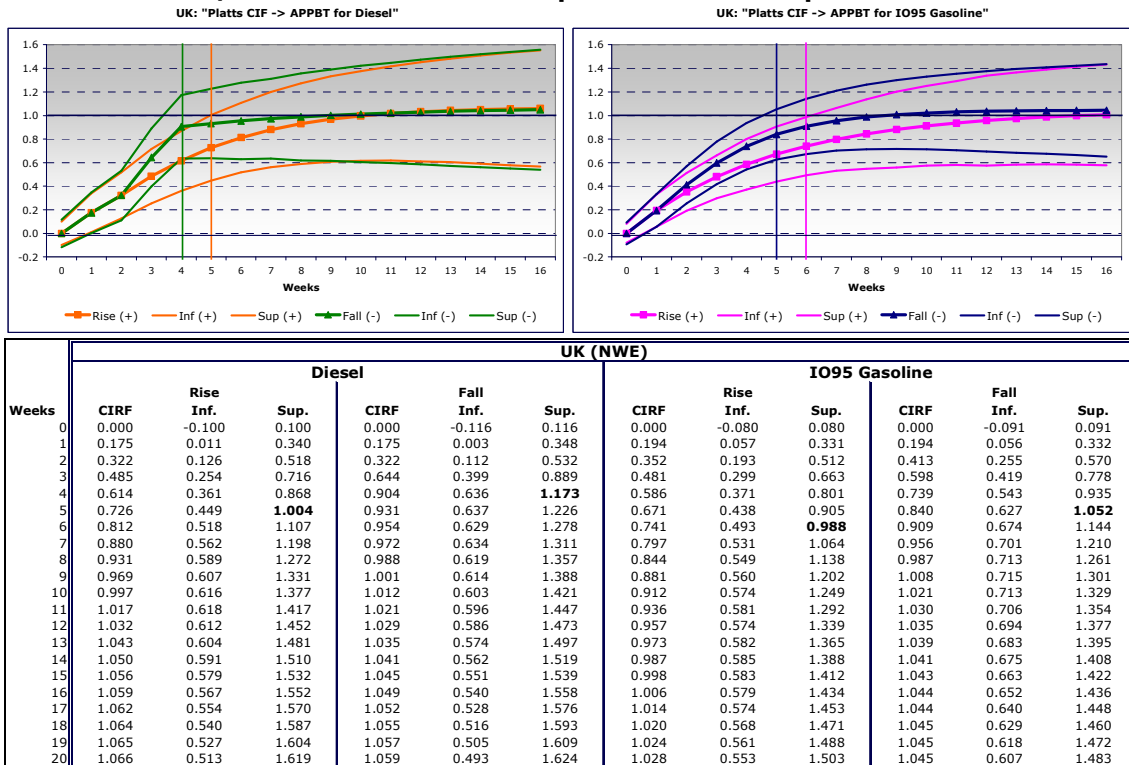 UK: "Platts CIF -> APPBT for Diesel"
1.6
1.4
1.2
1.0
0.8
0.6
0.4
0.2
0.0
-0.2
0 1 2 3 4 5 6 7 8 9 10 11 12 13 14 15 16
Weeks
Rise (+) Inf (+) Sup (+) Fall (-) Inf (-) Sup (-)
UK: "Platts CIF -> APPBT for IO95 Gasoline"
1.6
1.4
1.2
1.0
0.8
0.6
0.4
0.2
0.0
-0.2
0 1 2 3 4 5 6 7 8 9 10 11 12 13 14 15 16
Weeks
Rise (+) Inf (+) Sup (+) Fall (-) Inf (-) Sup (-)
UK (NWE)
Diesel IO95 Gasoline
Rise Fall Rise Fall
Weeks CIRF Inf. Sup. CIRF Inf. Sup. CIRF Inf. Sup. CIRF Inf. Sup.
0 0.000 -0.100 0.100 0.000 -0.116 0.116 0.000 -0.080 0.080 0.000 -0.091 0.091
1 0.175 0.011 0.340 0.175 0.003 0.348 0.194 0.057 0.331 0.194 0.056 0.332
2 0.322 0.126 0.518 0.322 0.112 0.532 0.352 0.193 0.512 0.413 0.255 0.570
3 0.485 0.254 0.716 0.644 0.399 0.889 0.481 0.299 0.663 0.598 0.419 0.778
4 0.614 0.361 0.868 0.904 0.636 1.173 0.586 0.371 0.801 0.739 0.543 0.935
5 0.726 0.449 1.004 0.931 0.637 1.226 0.671 0.438 0.905 0.840 0.627 1.052
6 0.812 0.518 1.107 0.954 0.629 1.278 0.741 0.493 0.988 0.909 0.674 1.144
7 0.880 0.562 1.198 0.972 0.634 1.311 0.797 0.531 1.064 0.956 0.701 1.210
8 0.931 0.589 1.272 0.988 0.619 1.357 0.844 0.549 1.138 0.987 0.713 1.261
9 0.969 0.607 1.331 1.001 0.614 1.388 0.881 0.560 1.202 1.008 0.715 1.301
10 0.997 0.616 1.377 1.012 0.603 1.421 0.912 0.574 1.249 1.021 0.713 1.329
11 1.017 0.618 1.417 1.021 0.596 1.447 0.936 0.581 1.292 1.030 0.706 1.354
12 1.032 0.612 1.452 1.029 0.586 1.473 0.957 0.574 1.339 1.035 0.694 1.377
13 1.043 0.604 1.481 1.035 0.574 1.497 0.973 0.582 1.365 1.039 0.683 1.395
14 1.050 0.591 1.510 1.041 0.562 1.519 0.987 0.585 1.388 1.041 0.675 1.408
15 1.056 0.579 1.532 1.045 0.551 1.539 0.998 0.583 1.412 1.043 0.663 1.422
16 1.059 0.567 1.552 1.049 0.540 1.558 1.006 0.579 1.434 1.044 0.652 1.436
17 1.062 0.554 1.570 1.052 0.528 1.576 1.014 0.574 1.453 1.044 0.640 1.448
18 1.064 0.540 1.587 1.055 0.516 1.593 1.020 0.568 1.471 1.045 0.629 1.460
19 1.065 0.527 1.604 1.057 0.505 1.609 1.024 0.561 1.488 1.045 0.618 1.472
20 1.066 0.513 1.619 1.059 0.493 1.624 1.028 0.553 1.503 1.045 0.607 1.483